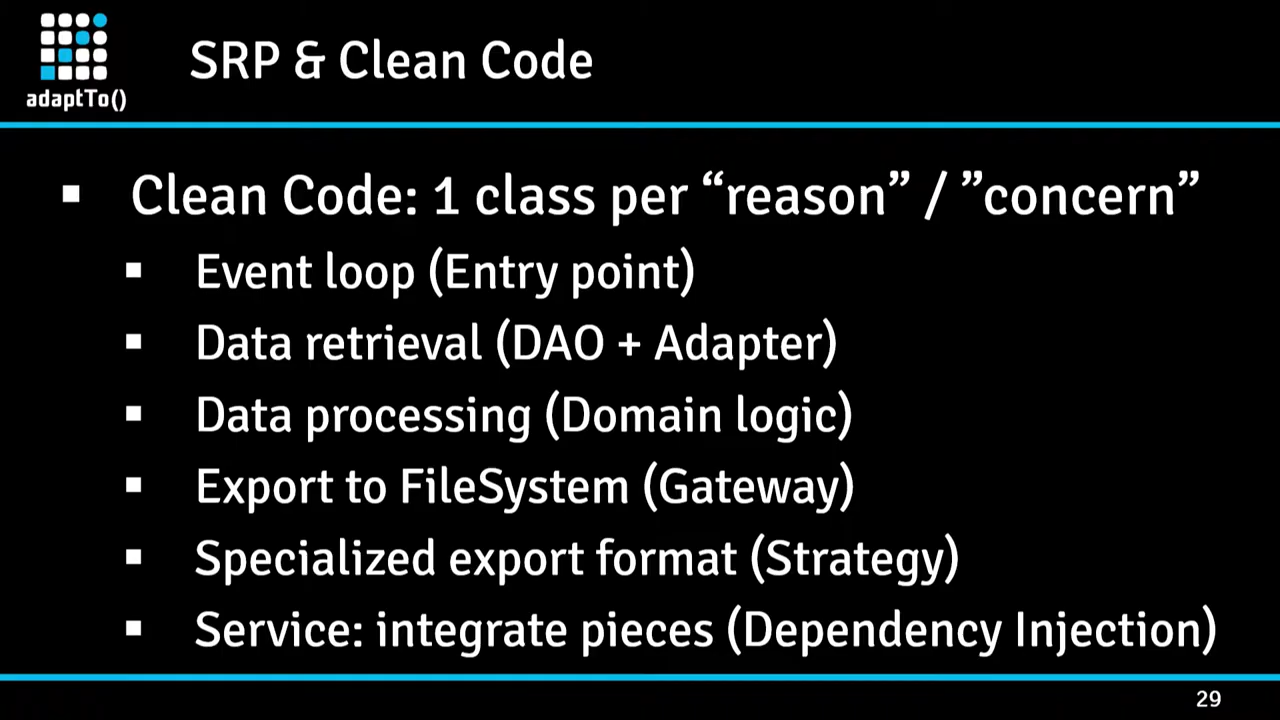 adaptTo()
SRP & Clean Code
▪ Clean Code: 1 class per “reason” / ”concern”
▪ Event loop (Entry point)
▪ Data retrieval (DAO + Adapter)
▪ Data processing (Domain logic)
▪ Export to FileSystem (Gateway)
▪ Specialized export format (Strategy)
▪ Service: integrate pieces (Dependency Injection)
29